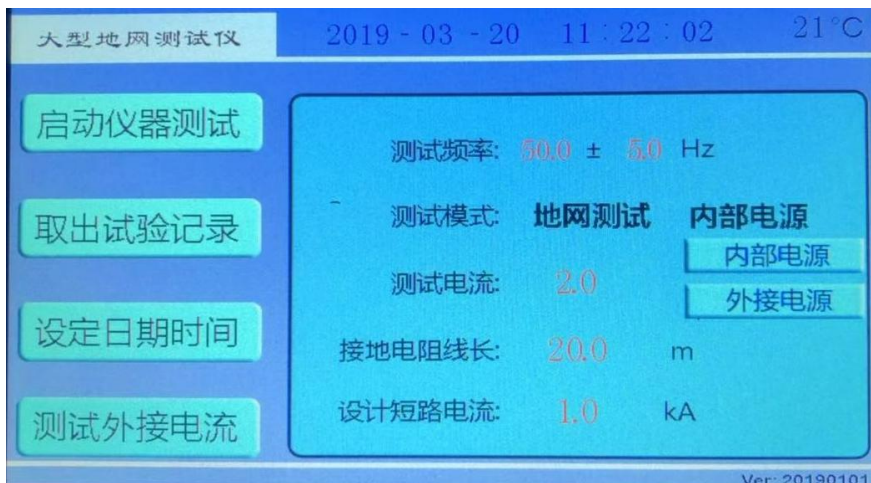 大型地网测试仪 2019 - 03 - 20 11 : 22 : 02 21°C
启动仪器测试
取出试验记录
设定日期时间
测试外接电流
测试频率: 50.0 ± 5.0 Hz
测试模式: 地网测试 内部电源
内部电源
测试电流: 2.0
外接电源
接地电阻线长: 20.0 m
设计短路电流: 1.0 kA
Ver: 20190101